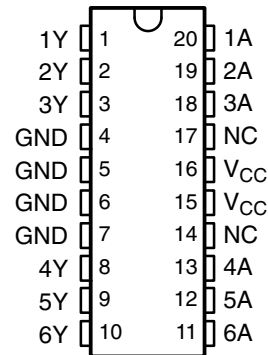 1Y 1 20 1A
2Y 2 19 2A
3Y 3 18 3A
GND 4 17 NC
GND 5 16 VCC
GND 6 15 VCC
GND 7 14 NC
4Y 8 13 4A
5Y 9 12 5A
6Y 10 11 6A